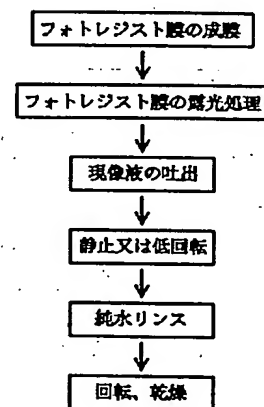 フォトレジスト膜の成膜
フォトレジスト膜の露光処理
現像液の吐出
静止又は低回転
純水リンス
回転、乾燥